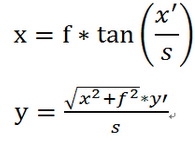 x = f * tan(x′/s)
y = √(x²+f²)*y′/s